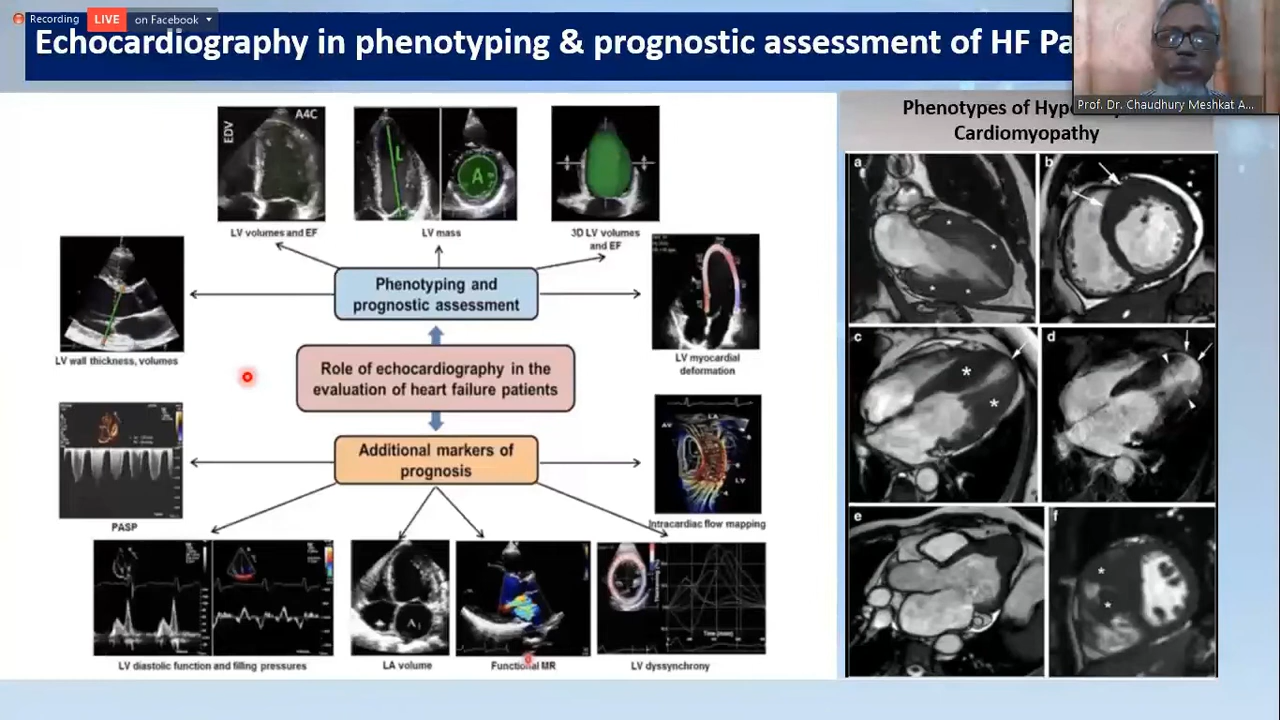 Recording
LIVE
on Facebook
Echocardiography in phenotyping & prognostic assessment of HF
Prof. Dr. Chaudhury Meshkat A...
EDV
A4C
L
A
LV volumes and EF
LV mass
3D LV volumes
and EF
Phenotyping and
prognostic assessment
LV wall thickness, volumes
LV myocardial
deformation
Role of echocardiography in the
evaluation of heart failure patients
Additional markers of
prognosis
PASP
LA
AV
LV
Intracardiac flow mapping
LV diastolic function and filling pressures
LA volume
Functional MR
LV dyssynchrony
Phenotypes of
Cardiomyopathy
a
b
c
d
e
f